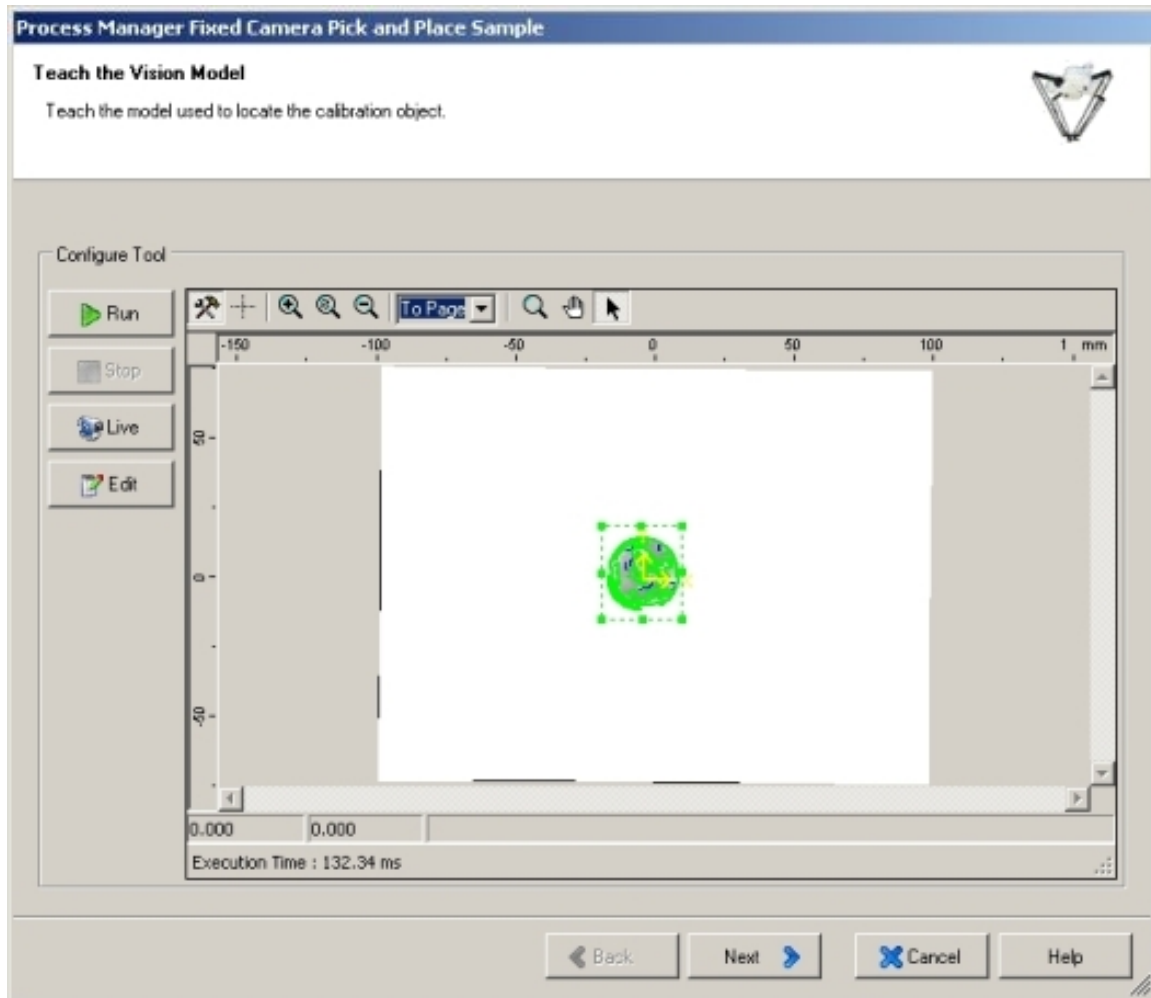 Process Manager Fixed Camera Pick and Place Sample
Teach the Vision Model
Teach the model used to locate the calibration object.
Configure Tool
Run
To Page
-150 -100 -50 0 50 100 1 mm
Stop
Live
50
Edit
0
-50
0.000 0.000
Execution Time : 132.34 ms
Back Next Cancel Help